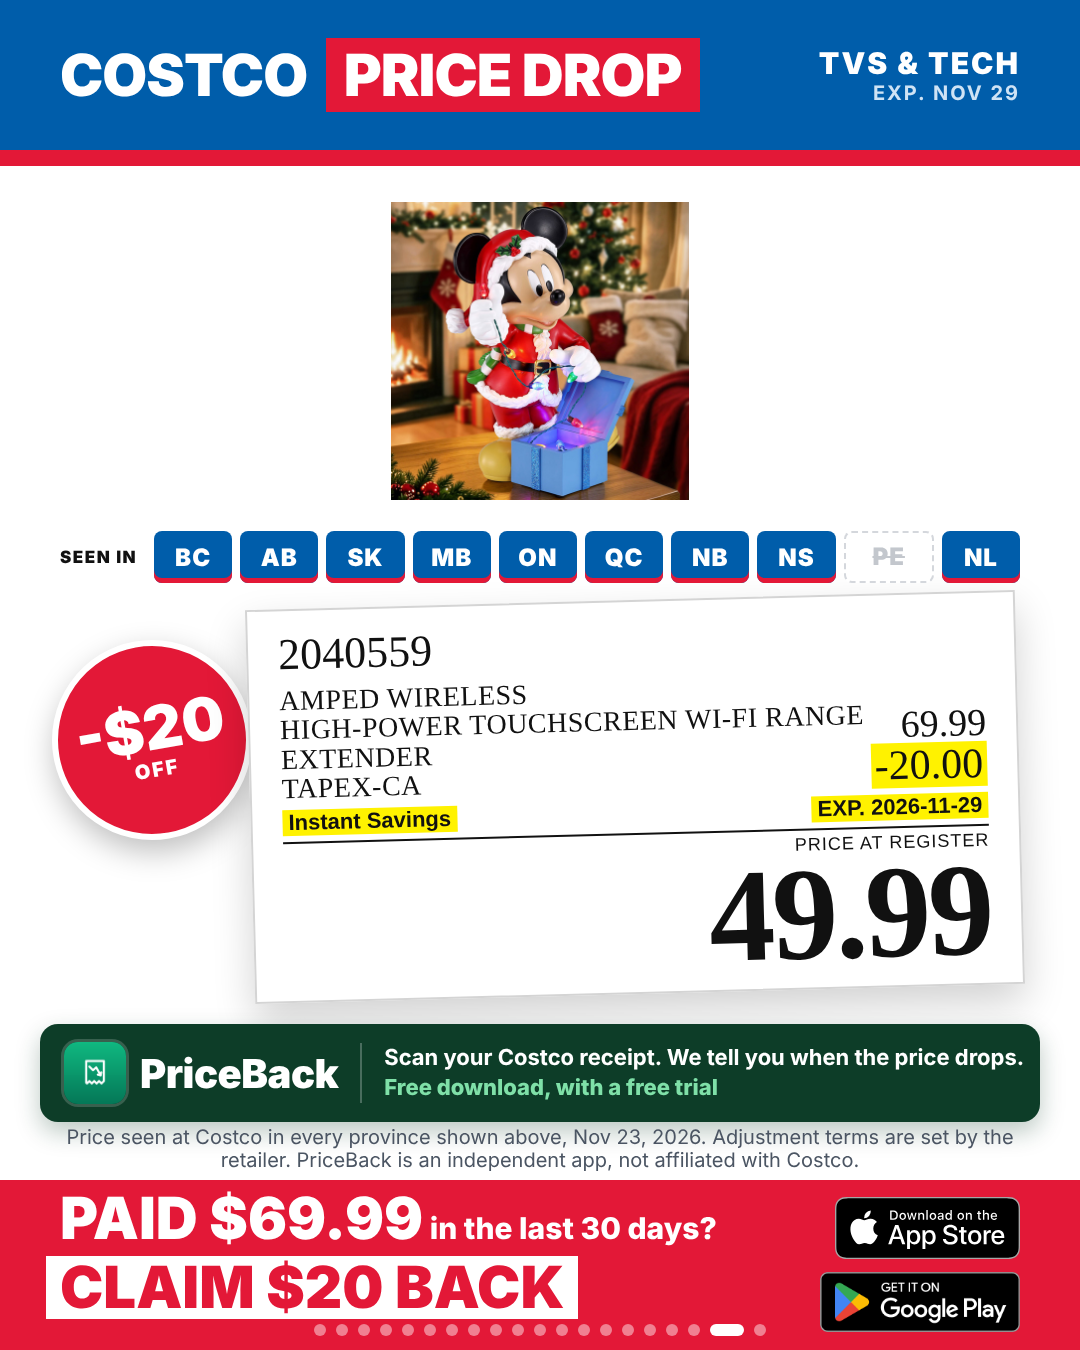 COSTCO PRICE DROP
TVS & TECH
EXP. NOV 29
SEEN IN BC AB SK MB ON QC NB NS PE NL
-$20
OFF
2040559
AMPED WIRELESS
HIGH-POWER TOUCHSCREEN WI-FI RANGE
EXTENDER
TAPEX-CA
69.99
-20.00
Instant Savings
EXP. 2026-11-29
PRICE AT REGISTER
49.99
PriceBack
Scan your Costco receipt. We tell you when the price drops.
Free download, with a free trial
Price seen at Costco in every province shown above, Nov 23, 2026. Adjustment terms are set by the
retailer. PriceBack is an independent app, not affiliated with Costco.
PAID $69.99 in the last 30 days?
CLAIM $20 BACK
Download on the
App Store
GET IT ON
Google Play